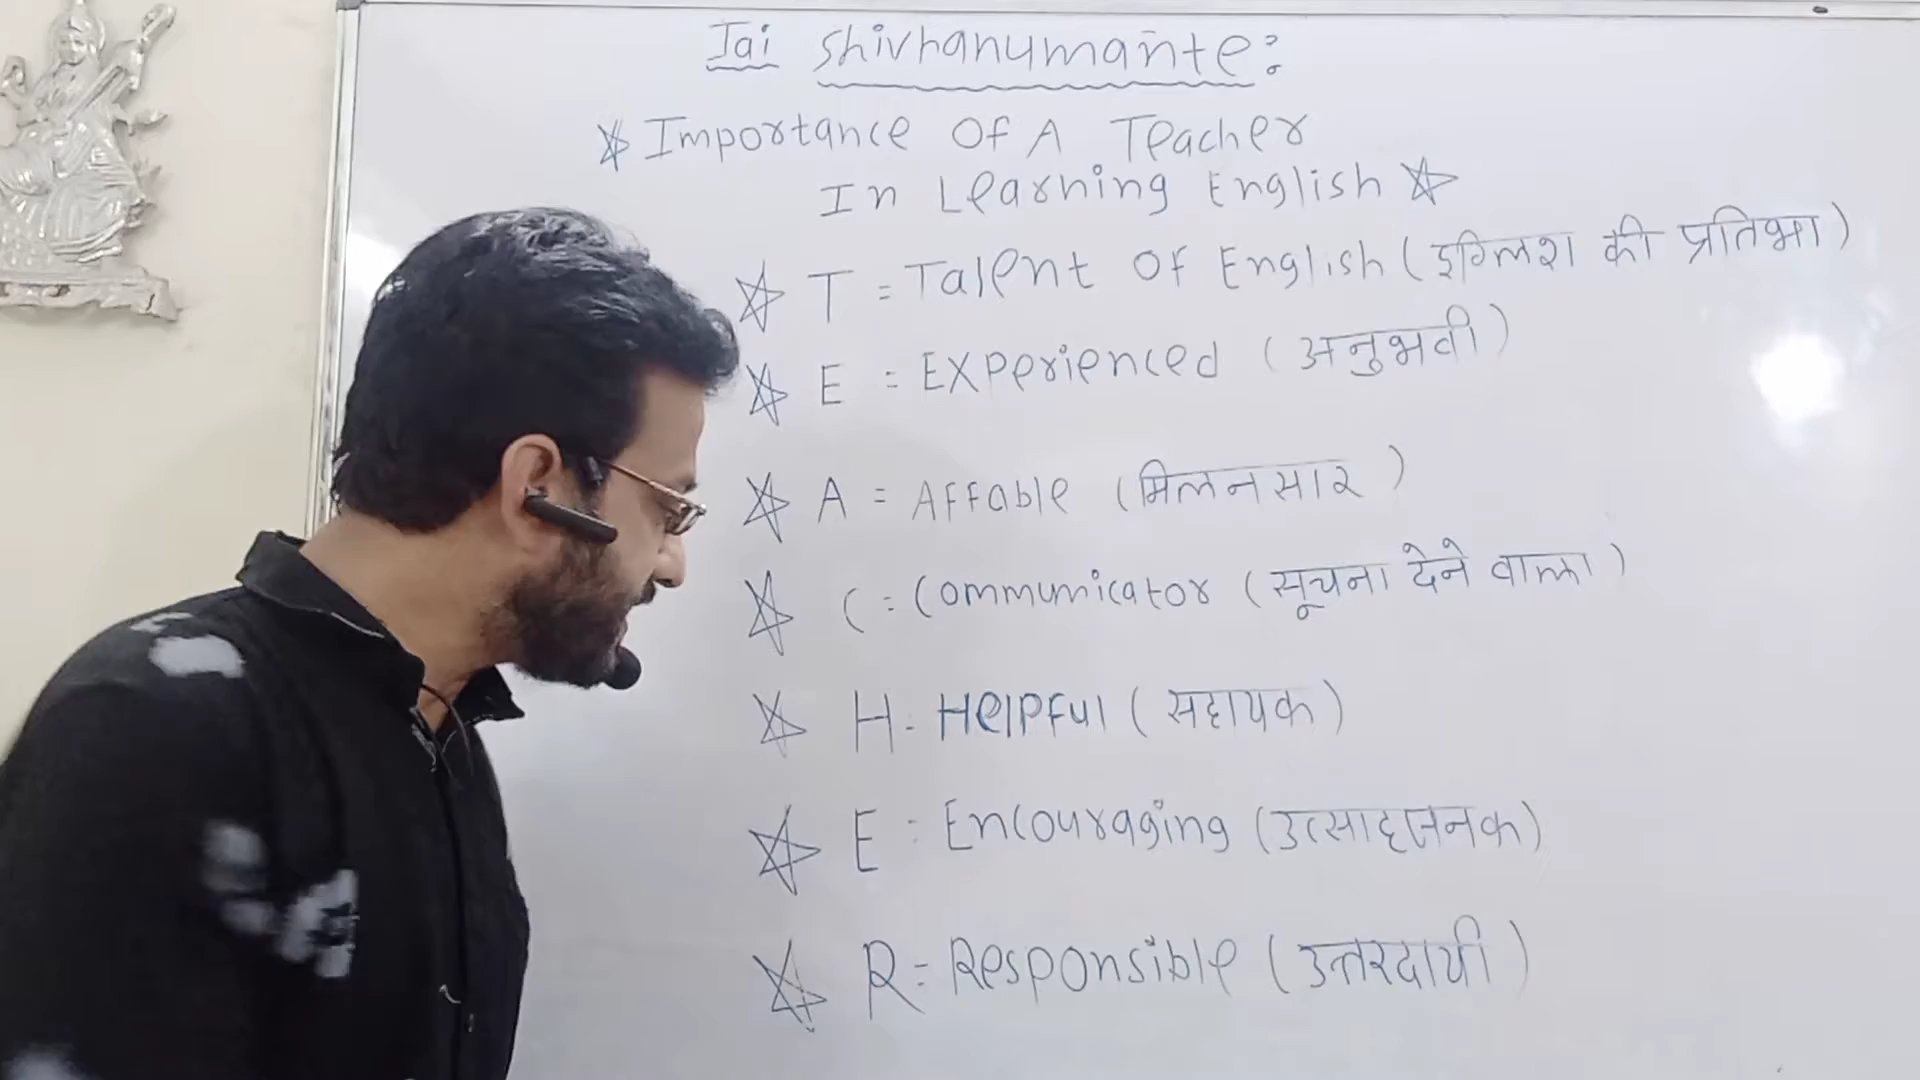 Jai Shivhanumante:
Importance Of A Teacher
In Learning English
T = Talent Of English (इंग्लिश की प्रतिभा)
E = Experienced (अनुभवी)
A = Affable (मिलनसार)
C = Communicator (सूचना देने वाला)
H = Helpful (सहायक)
E = Encouraging (उत्साहजनक)
R = Responsible (उत्तरदायी)